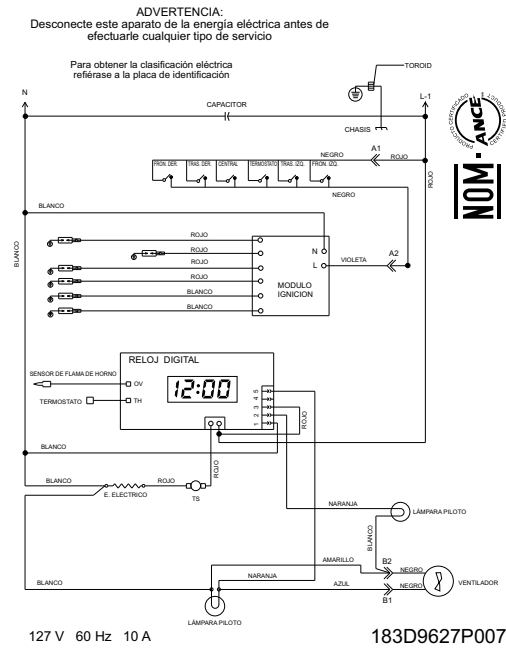 ADVERTENCIA:
Desconecte este aparato de la energía eléctrica antes de
efectuarle cualquier tipo de servicio
Para obtener la clasificación eléctrica
refiérase a la placa de identificación
TOROID
N
L-1
CAPACITOR
CHASIS
PRODUCTO CERTIFICADO
CERTIFIED PRODUCT
ANCE
NOM
NEGRO
A1
ROJO
FRON. DER.
TRAS. DER.
CENTRAL
TERMOSTATO
TRAS. IZQ.
FRON. IZQ.
ROJO
NEGRO
BLANCO
BLANCO
ROJO
ROJO
ROJO
ROJO
BLANCO
BLANCO
N
L
MODULO
IGNICION
VIOLETA
A2
RELOJ DIGITAL
SENSOR DE FLAMA DE HORNO
OV
TERMOSTATO
TH
12:00
5
4
3
2
1
ROJO
BLANCO
ROJO
BLANCO
E. ELECTRICO
ROJO
TS
NARANJA
LÁMPARA PILOTO
BLANCO
AMARILLO
B2
NEGRO
BLANCO
NARANJA
AZUL
NEGRO
B1
VENTILADOR
LÁMPARA PILOTO
127 V 60 Hz 10 A
183D9627P007